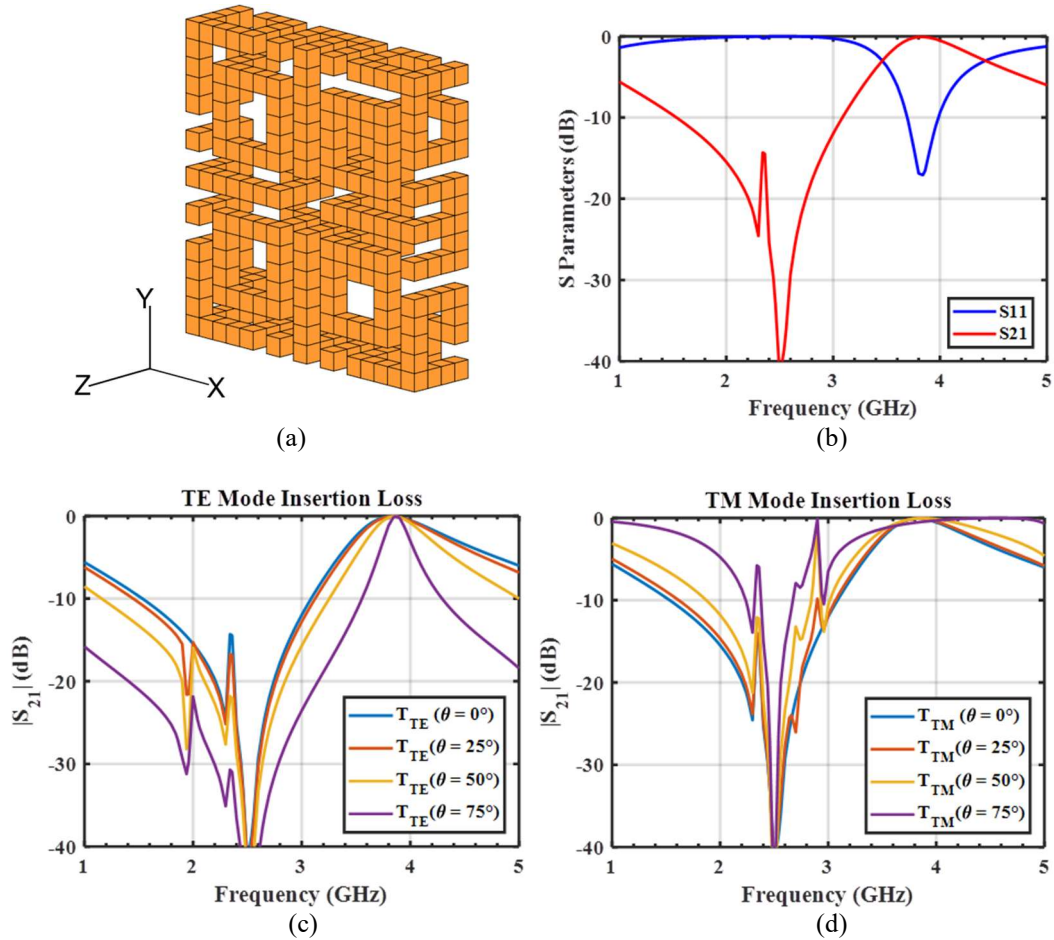 Y
Z
X
(a)
0
-10
-20
-30
-40
S Parameters (dB)
S11
S21
1
2
3
4
5
Frequency (GHz)
(b)
TE Mode Insertion Loss
0
-10
-20
-30
-40
|S21| (dB)
TTE (θ = 0°)
TTE(θ = 25°)
TTE(θ = 50°)
TTE(θ = 75°)
1
2
3
4
5
Frequency (GHz)
(c)
TM Mode Insertion Loss
0
-10
-20
-30
-40
|S21| (dB)
TTM (θ = 0°)
TTM(θ = 25°)
TTM(θ = 50°)
TTM(θ = 75°)
1
2
3
4
5
Frequency (GHz)
(d)